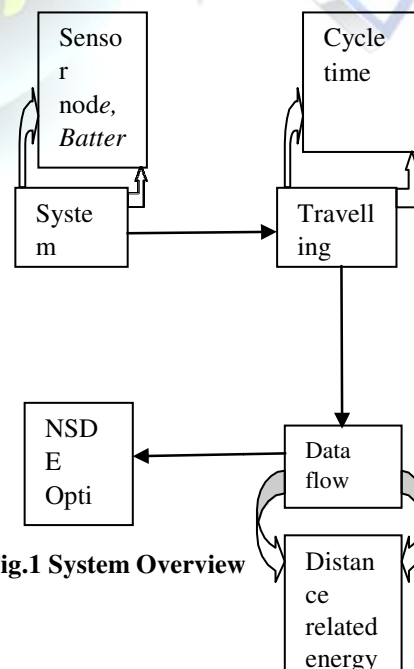 Senso
r
node,
Batter
Cycle
time
Syste
m
Travell
ing
NSD
E
Opti
Data
flow
ig.1 System Overview
Distan
ce
related
energy